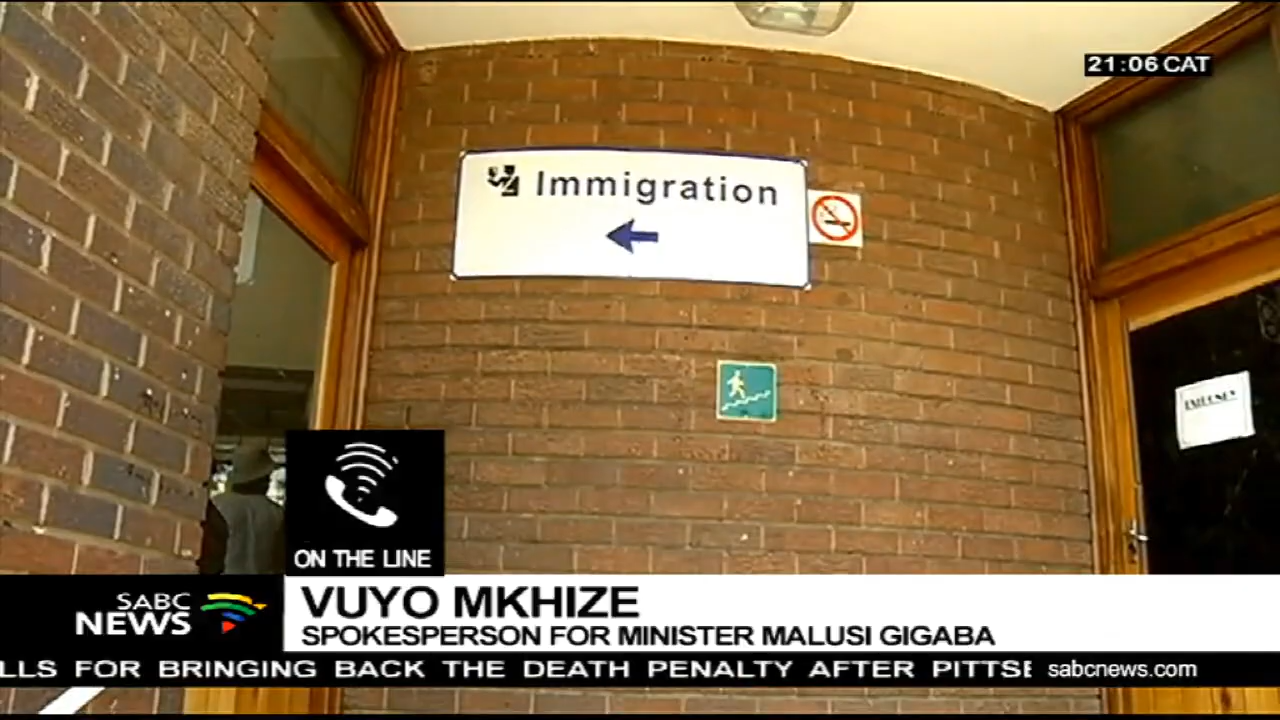 21:06 CAT
Immigration
ON THE LINE
SABC
NEWS
VUYO MKHIZE
SPOKESPERSON FOR MINISTER MALUSI GIGABA
LLS FOR BRINGING BACK THE DEATH PENALTY AFTER PITTSB
sabcnews.com